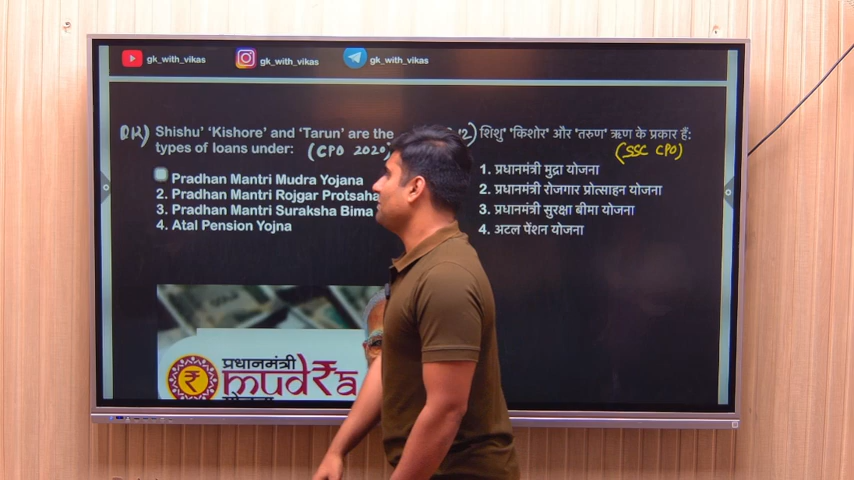 gk_with_vikas gk_with_vikas gk_with_vikas
Q12) Shishu' 'Kishore' and 'Tarun' are the
types of loans under: (CPO 2020)
Pradhan Mantri Mudra Yojana
2. Pradhan Mantri Rojgar Protsaha
3. Pradhan Mantri Suraksha Bima
4. Atal Pension Yojna
12) शिशु' 'किशोर' और 'तरुण' ऋण के प्रकार हैं:
(SSC CPO)
1. प्रधानमंत्री मुद्रा योजना
2. प्रधानमंत्री रोजगार प्रोत्साहन योजना
3. प्रधानमंत्री सुरक्षा बीमा योजना
4. अटल पेंशन योजना
प्रधानमंत्री
mudra